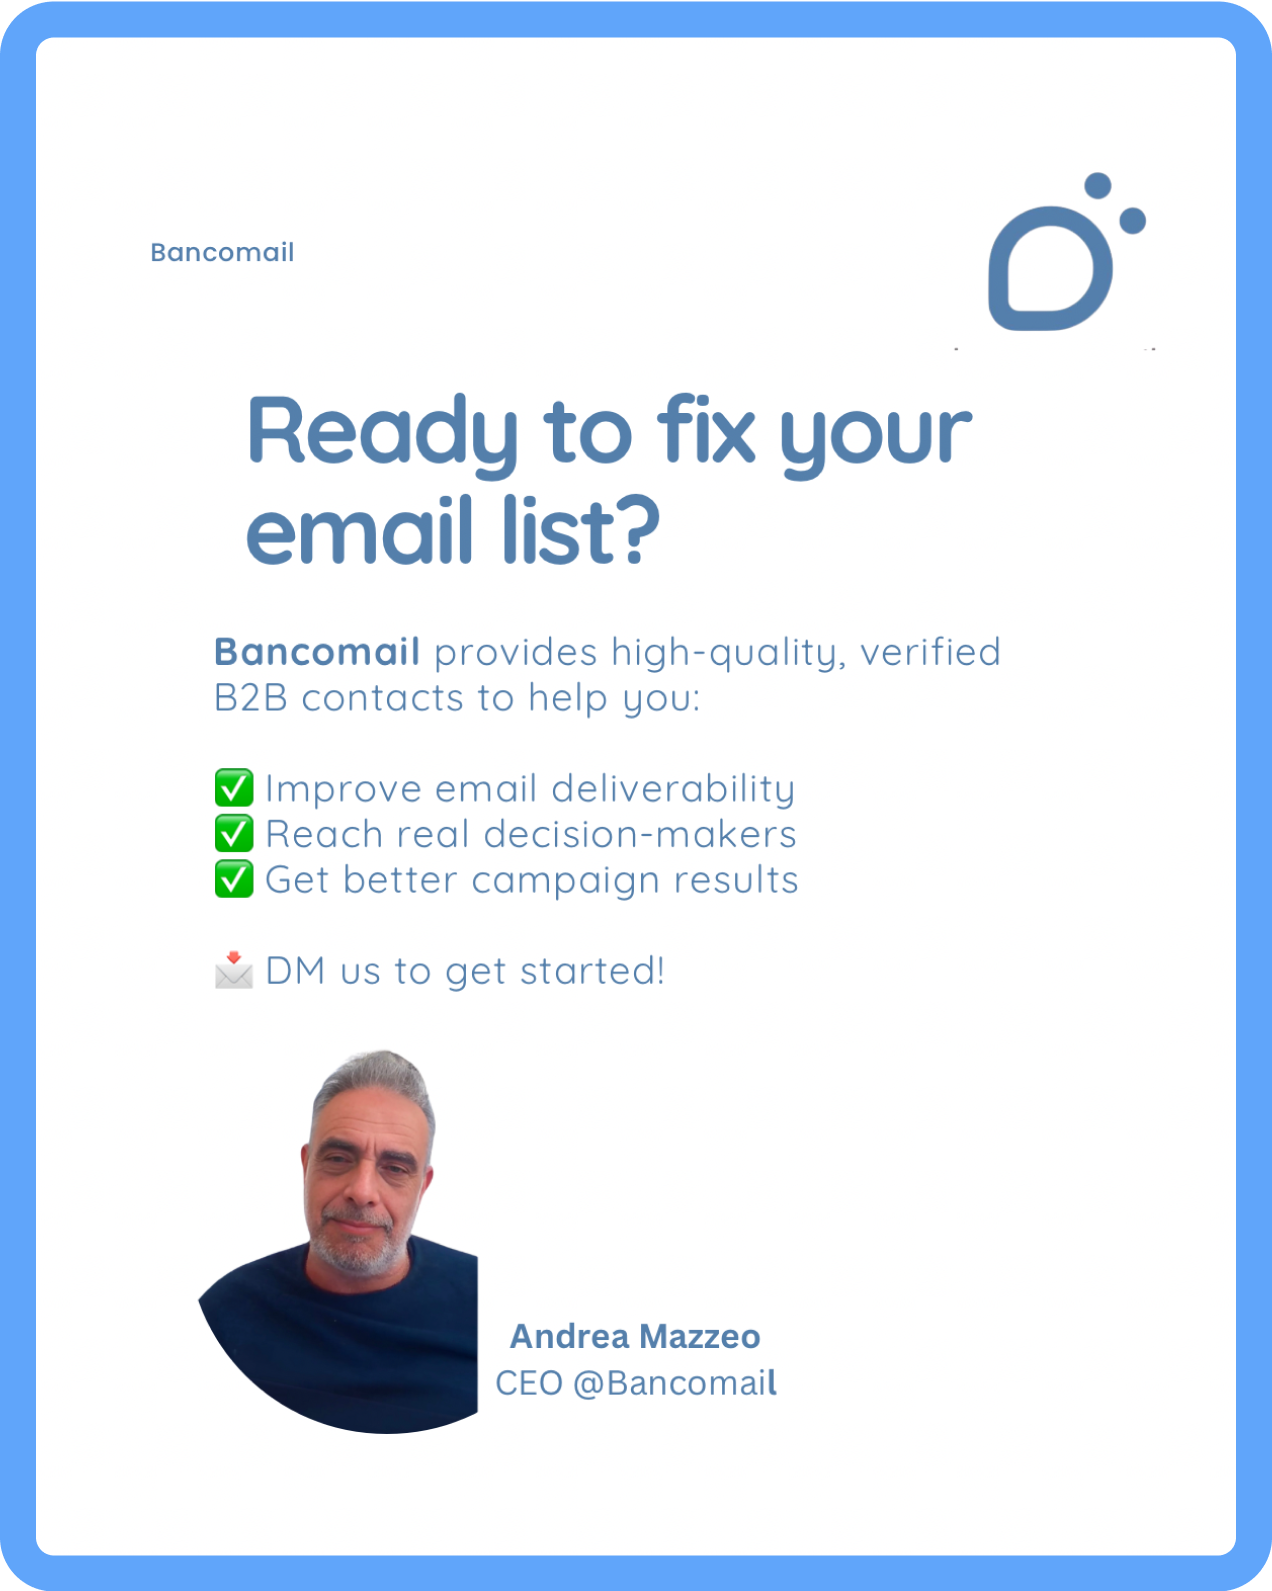 Bancomail
Ready to fix your
email list?
Bancomail provides high-quality, verified
B2B contacts to help you:
✅ Improve email deliverability
✅ Reach real decision-makers
✅ Get better campaign results
📩 DM us to get started!
Andrea Mazzeo
CEO @Bancomail